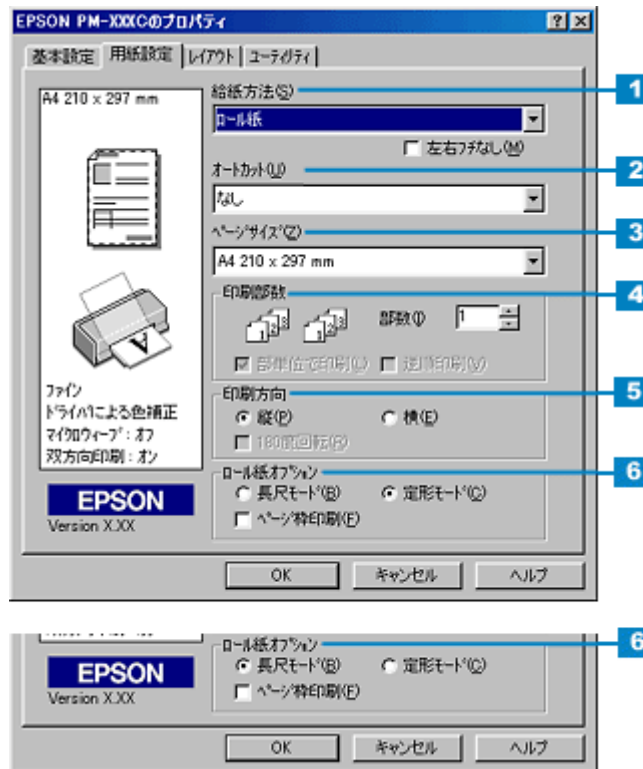 EPSON PM-XXXCのプロパティ
基本設定 用紙設定 レイアウト ユーティリティ
A4 210 x 297 mm
給紙方法(S)
1
ロール紙
左右フチなし(M)
オートカット(U)
2
なし
ページサイズ(Z)
3
A4 210 x 297 mm
印刷部数
4
部数(I) 1
部単位で印刷(L) 逆順印刷(V)
印刷方向
5
縦(P) 横(E)
180度回転(R)
ロール紙オプション
6
長尺モード(B) 定形モード(C)
ページ枠印刷(F)
ファイン
ドライバによる色補正
マイクロウィーブ:オフ
双方向印刷:オン
EPSON
Version X.XX
OK キャンセル ヘルプ
ロール紙オプション
6
長尺モード(B) 定形モード(C)
ページ枠印刷(F)
EPSON
Version X.XX
OK キャンセル ヘルプ